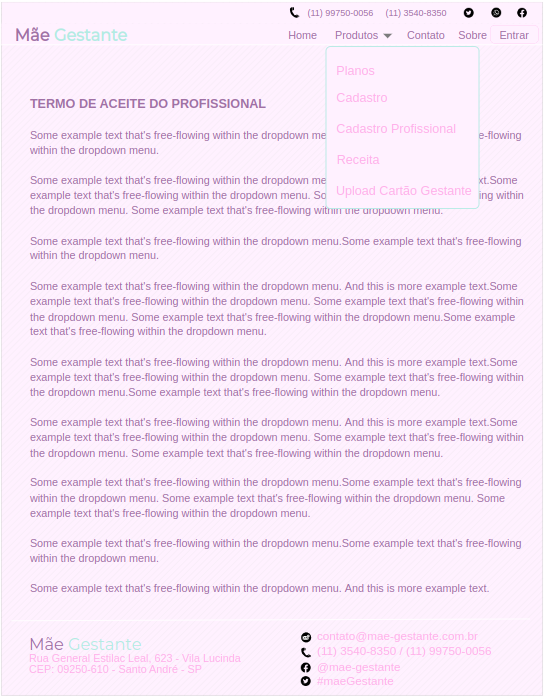 (11) 99750-0056 (11) 3540-8350
Mãe Gestante
Home Produtos Contato Sobre Entrar
Planos
Cadastro
Cadastro Profissional
Receita
Upload Cartão Gestante
TERMO DE ACEITE DO PROFISSIONAL
Some example text that's free-flowing within the dropdown me e-flowing
within the dropdown menu.
Some example text that's free-flowing within the dropdown me xt.Some
example text that's free-flowing within the dropdown menu. S ing within
the dropdown menu. Some example text that's free-flowing within the dropdown menu.
Some example text that's free-flowing within the dropdown menu.Some example text that's free-flowing
within the dropdown menu.
Some example text that's free-flowing within the dropdown menu. And this is more example text.Some
example text that's free-flowing within the dropdown menu. Some example text that's free-flowing within
the dropdown menu. Some example text that's free-flowing within the dropdown menu.Some example
text that's free-flowing within the dropdown menu.
Some example text that's free-flowing within the dropdown menu. And this is more example text.Some
example text that's free-flowing within the dropdown menu. Some example text that's free-flowing within
the dropdown menu.Some example text that's free-flowing within the dropdown menu.
Some example text that's free-flowing within the dropdown menu. And this is more example text.Some
example text that's free-flowing within the dropdown menu. Some example text that's free-flowing within
the dropdown menu. Some example text that's free-flowing within the dropdown menu.
Some example text that's free-flowing within the dropdown menu.Some example text that's free-flowing
within the dropdown menu. Some example text that's free-flowing within the dropdown menu. Some
example text that's free-flowing within the dropdown menu.
Some example text that's free-flowing within the dropdown menu.Some example text that's free-flowing
within the dropdown menu.
Some example text that's free-flowing within the dropdown menu. And this is more example text.
Mãe Gestante
Rua General Estilac Leal, 623 - Vila Lucinda
CEP: 09250-610 - Santo André - SP
contato@mae-gestante.com.br
(11) 3540-8350 / (11) 99750-0056
@mae-gestante
#maeGestante